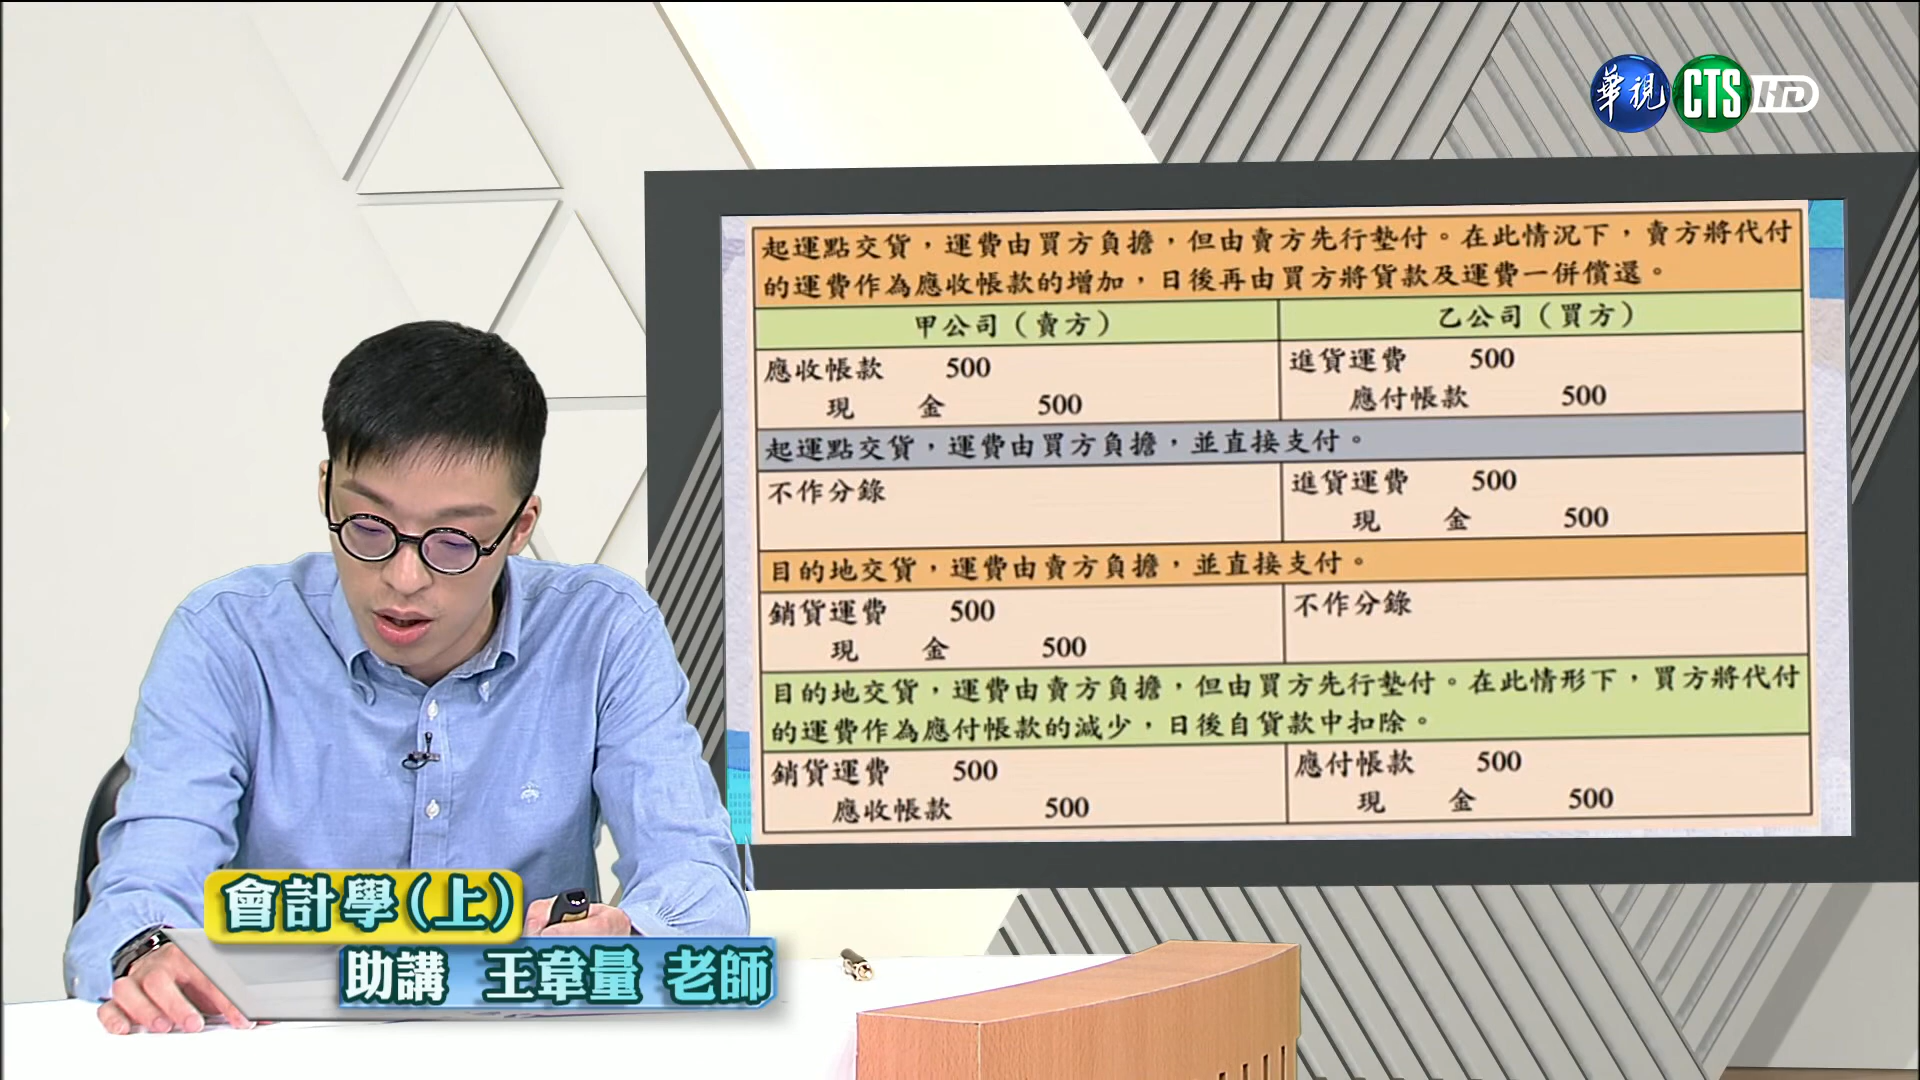 華視 CTS HD
起運點交貨，運費由買方負擔，但由賣方先行墊付。在此情況下，賣方將代付
的運費作為應收帳款的增加，日後再由買方將貨款及運費一併償還。
甲公司（賣方） 乙公司（買方）
應收帳款 500 進貨運費 500
現 金 500 應付帳款 500
起運點交貨，運費由買方負擔，並直接支付。
不作分錄 進貨運費 500
現 金 500
目的地交貨，運費由賣方負擔，並直接支付。
銷貨運費 500 不作分錄
現 金 500
目的地交貨，運費由賣方負擔，但由買方先行墊付。在此情形下，買方將代付
的運費作為應付帳款的減少，日後自貨款中扣除。
銷貨運費 500 應付帳款 500
應收帳款 500 現 金 500
會計學（上）
助講 王韋量 老師